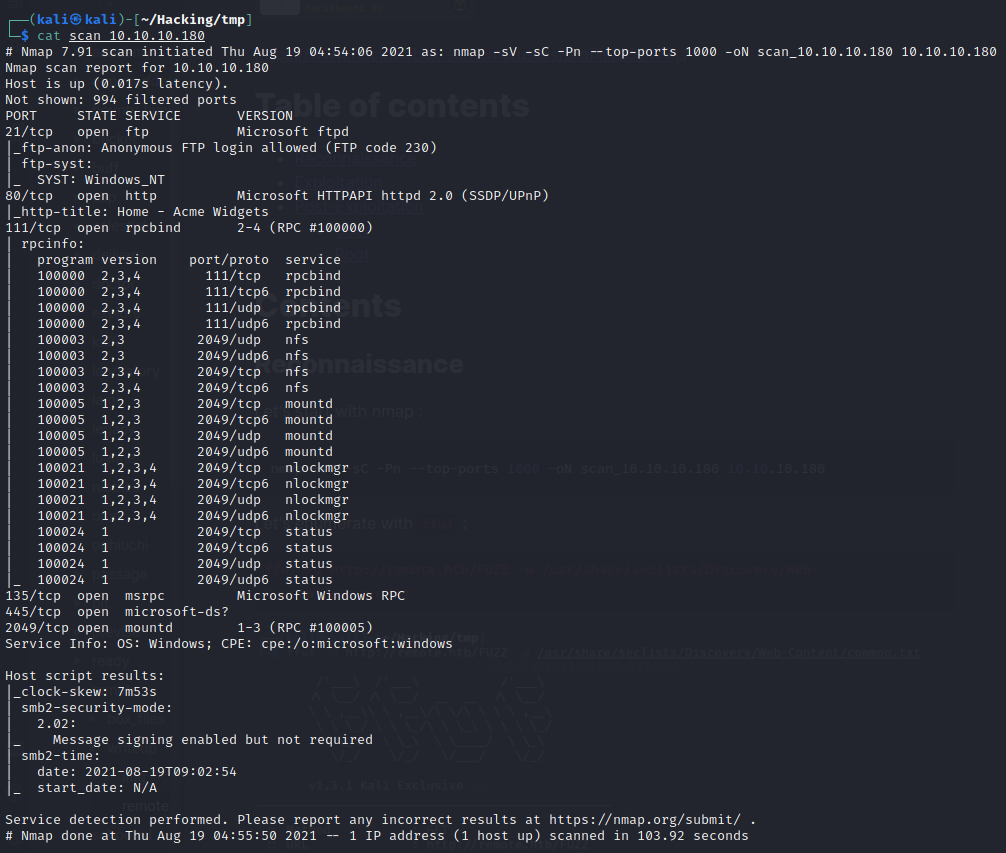 ┌──(kali㉿kali)-[~/Hacking/tmp]
└─$ cat scan_10.10.10.180
# Nmap 7.91 scan initiated Thu Aug 19 04:54:06 2021 as: nmap -sV -sC -Pn --top-ports 1000 -oN scan_10.10.10.180 10.10.10.180
Nmap scan report for 10.10.10.180
Host is up (0.017s latency).
Not shown: 994 filtered ports
PORT     STATE SERVICE       VERSION
21/tcp   open  ftp           Microsoft ftpd
|_ftp-anon: Anonymous FTP login allowed (FTP code 230)
| ftp-syst:
|_  SYST: Windows_NT
80/tcp   open  http          Microsoft HTTPAPI httpd 2.0 (SSDP/UPnP)
|_http-title: Home - Acme Widgets
111/tcp  open  rpcbind       2-4 (RPC #100000)
| rpcinfo:
|   program version    port/proto  service
|   100000  2,3,4        111/tcp   rpcbind
|   100000  2,3,4        111/tcp6  rpcbind
|   100000  2,3,4        111/udp   rpcbind
|   100000  2,3,4        111/udp6  rpcbind
|   100003  2,3         2049/udp   nfs
|   100003  2,3         2049/udp6  nfs
|   100003  2,3,4       2049/tcp   nfs
|   100003  2,3,4       2049/tcp6  nfs
|   100005  1,2,3       2049/tcp   mountd
|   100005  1,2,3       2049/tcp6  mountd
|   100005  1,2,3       2049/udp   mountd
|   100005  1,2,3       2049/udp6  mountd
|   100021  1,2,3,4     2049/tcp   nlockmgr
|   100021  1,2,3,4     2049/tcp6  nlockmgr
|   100021  1,2,3,4     2049/udp   nlockmgr
|   100021  1,2,3,4     2049/udp6  nlockmgr
|   100024  1           2049/tcp   status
|   100024  1           2049/tcp6  status
|   100024  1           2049/udp   status
|_  100024  1           2049/udp6  status
135/tcp  open  msrpc         Microsoft Windows RPC
445/tcp  open  microsoft-ds?
2049/tcp open  mountd        1-3 (RPC #100005)
Service Info: OS: Windows; CPE: cpe:/o:microsoft:windows
Host script results:
|_clock-skew: 7m53s
| smb2-security-mode:
|   2.02:
|_    Message signing enabled but not required
| smb2-time:
|   date: 2021-08-19T09:02:54
|_  start_date: N/A
Service detection performed. Please report any incorrect results at https://nmap.org/submit/ .
# Nmap done at Thu Aug 19 04:55:50 2021 -- 1 IP address (1 host up) scanned in 103.92 seconds
Table of contents
Contents